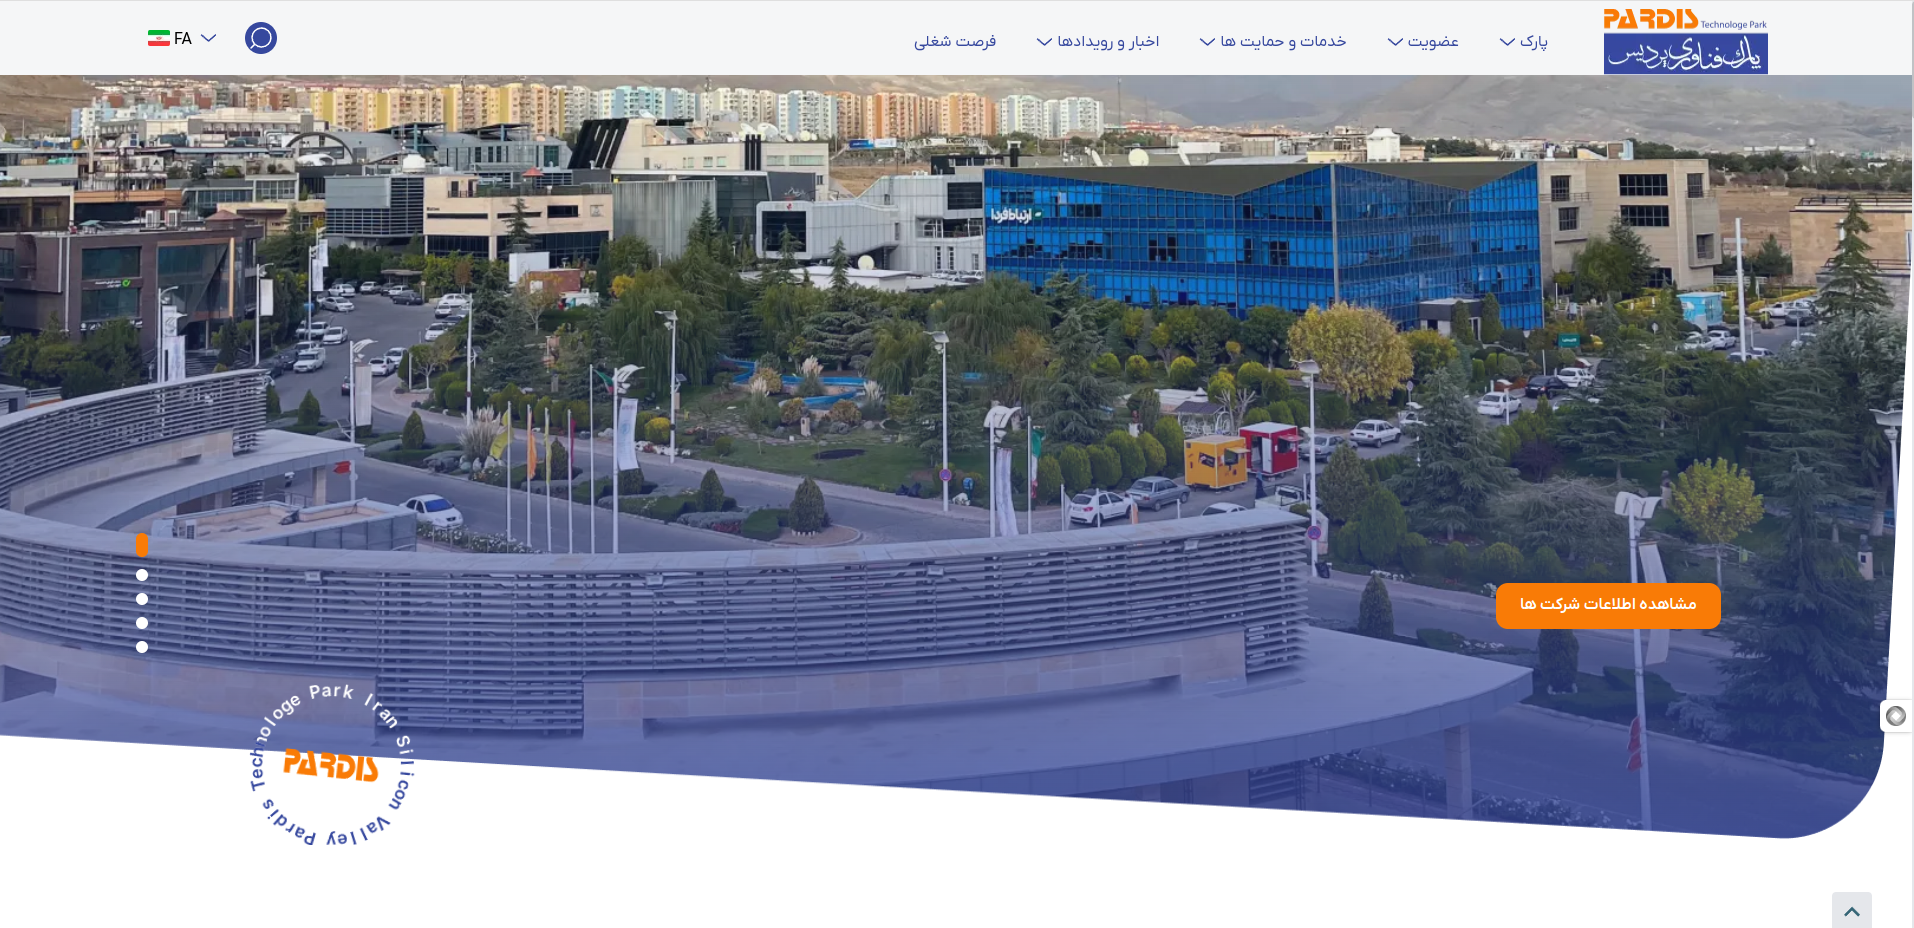 PARDIS Technologe Park
پارک فناوری پردیس
پارک
عضویت
خدمات و حمایت ها
اخبار و رویدادها
فرصت شغلی
FA
ارتباط فردا
مشاهده اطلاعات شرکت ها
Pardis Technologe Park Iran Silicon Valley
PARDIS